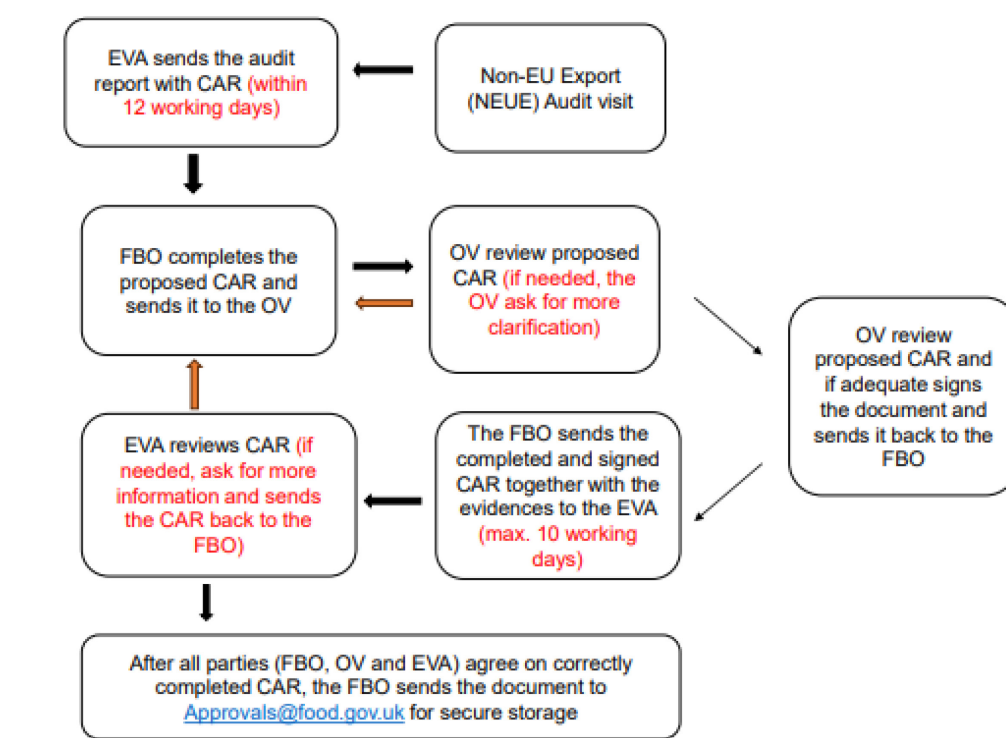 EVA sends the audit
report with CAR (within
12 working days)
Non-EU Export
(NEUE) Audit visit
FBO completes the
proposed CAR and
sends it to the OV
OV review proposed
CAR (if needed, the
OV ask for more
clarification)
OV review
proposed CAR and
if adequate signs
the document and
sends it back to the
FBO
The FBO sends the
completed and signed
CAR together with the
evidences to the EVA
(max. 10 working
days)
EVA reviews CAR (if
needed, ask for more
information and sends
the CAR back to the
FBO)
After all parties (FBO, OV and EVA) agree on correctly
completed CAR, the FBO sends the document to
Approvals@food.gov.uk for secure storage